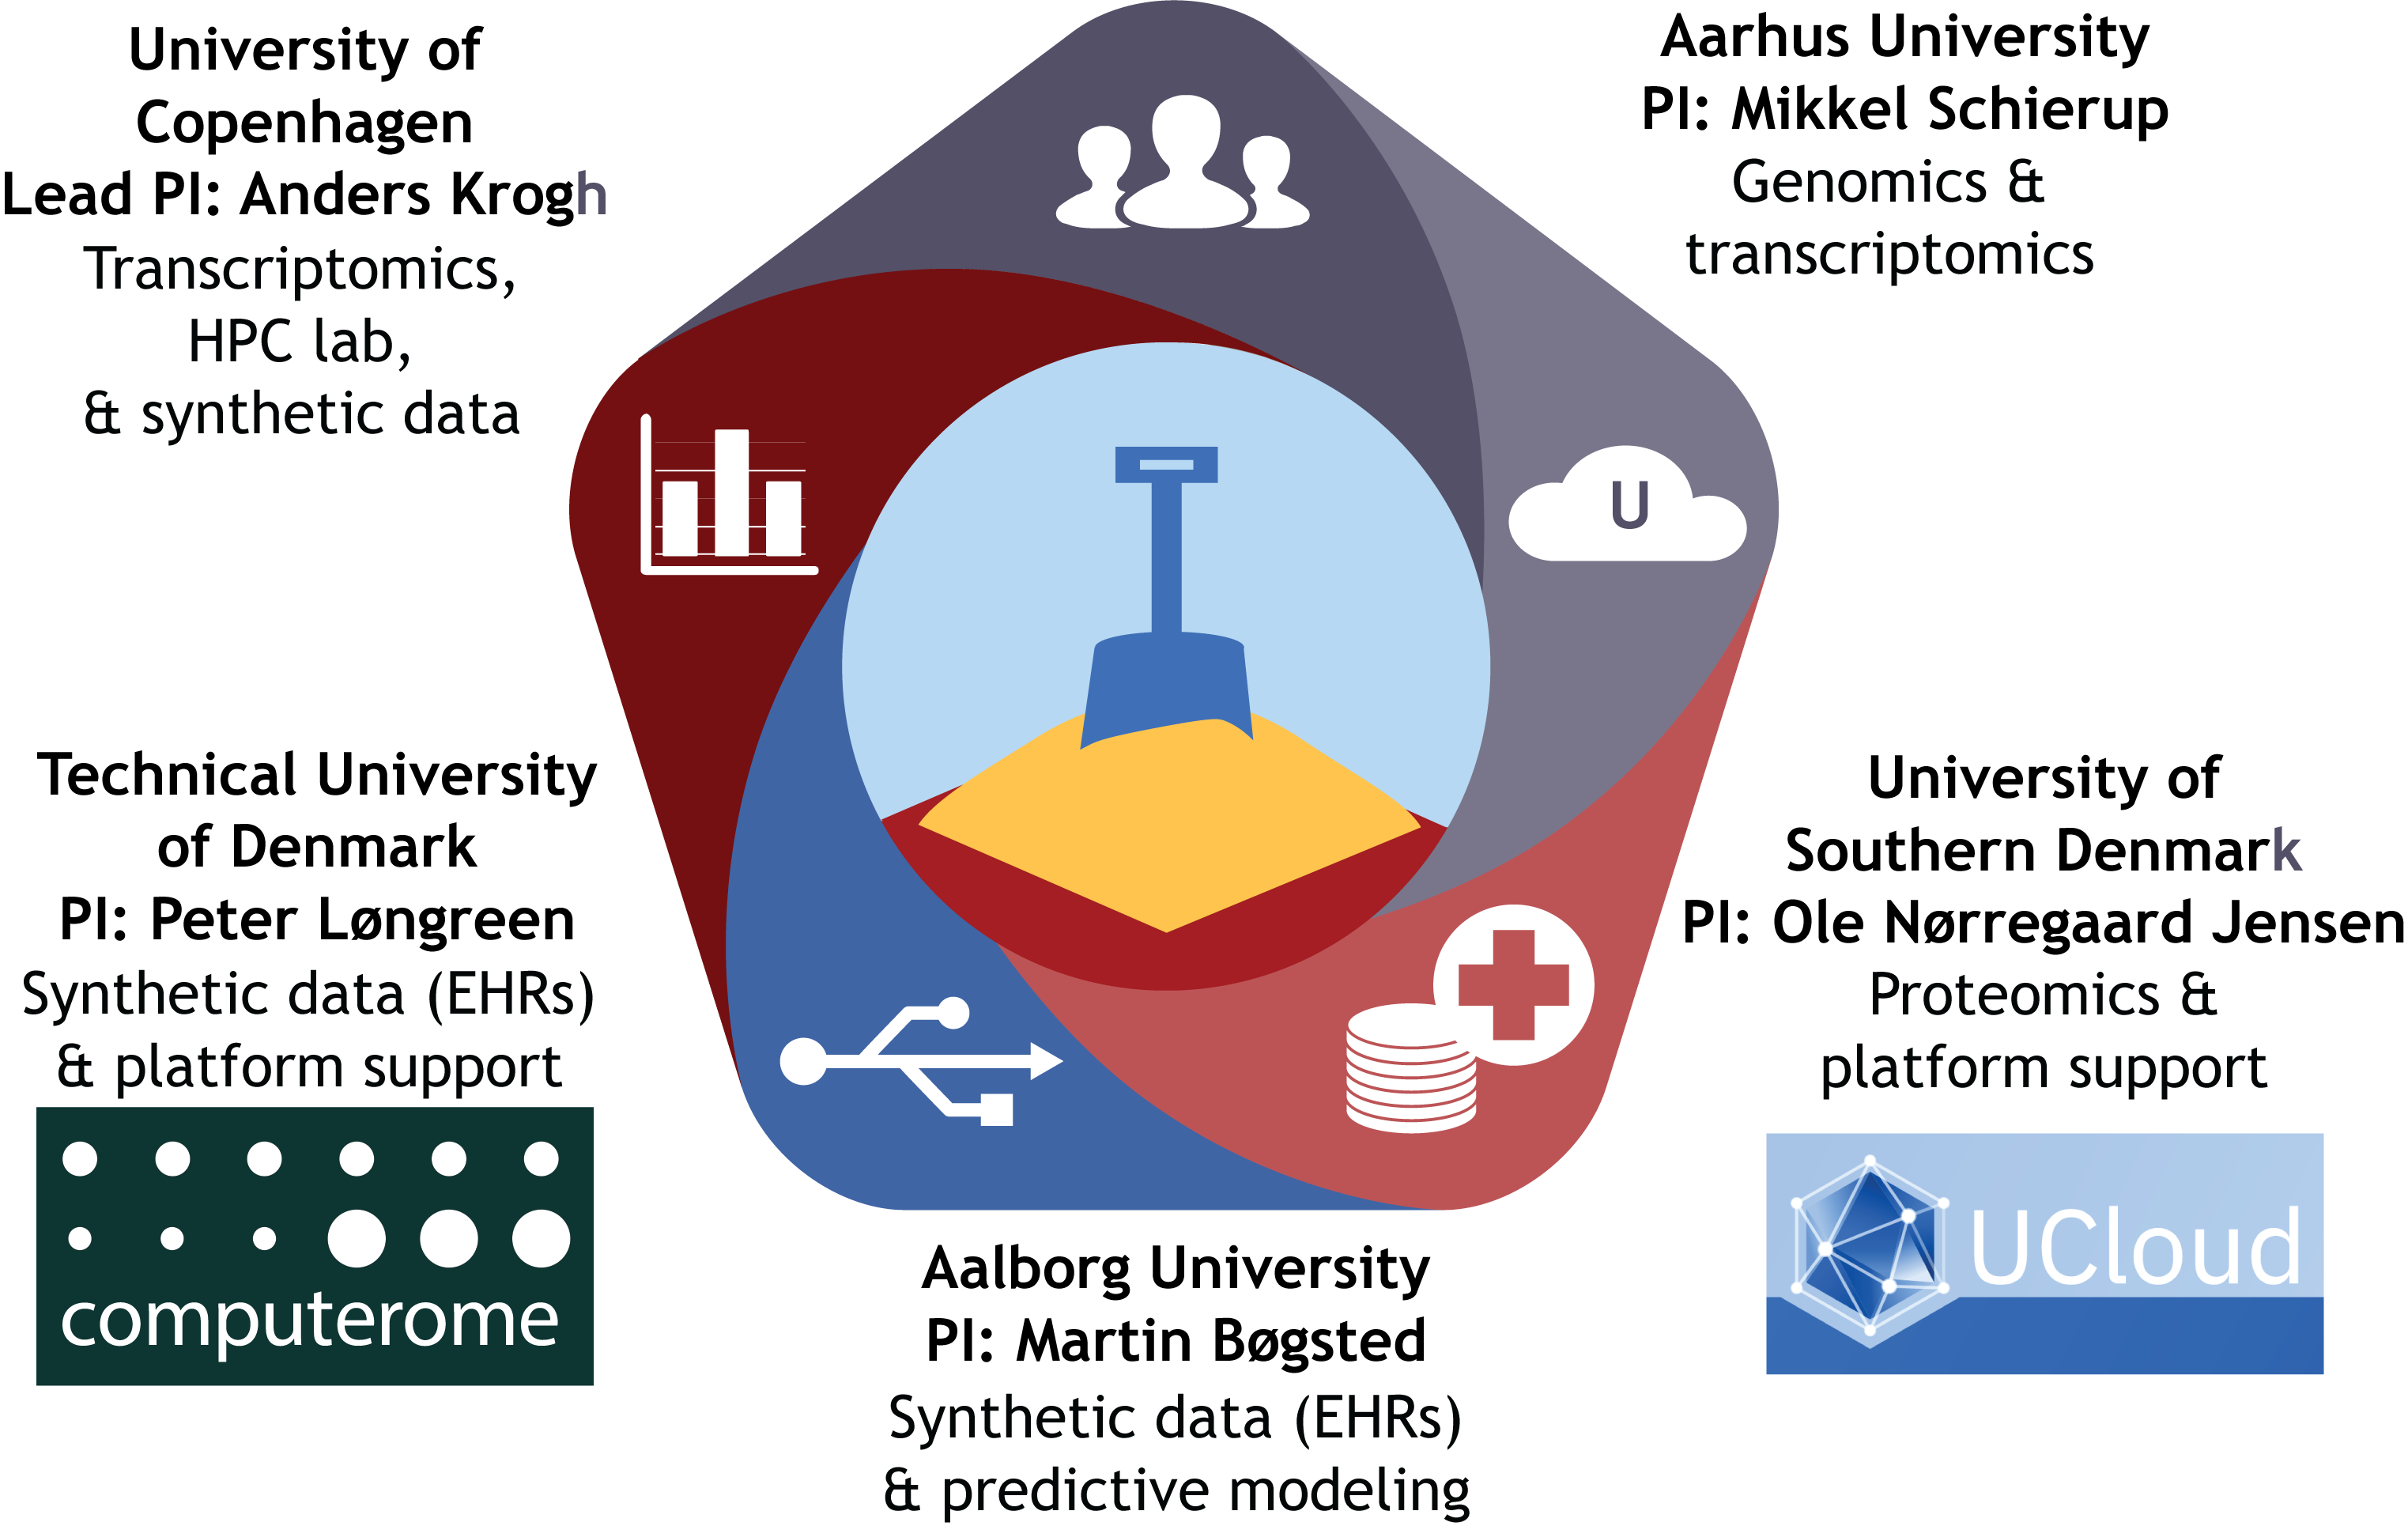 University of
Copenhagen
Lead PI: Anders Krogh
Transcriptomics,
HPC lab,
& synthetic data
Aarhus University
PI: Mikkel Schierup
Genomics &
transcriptomics
U
Technical University
of Denmark
PI: Peter Løngreen
Synthetic data (EHRs)
& platform support
computerome
University of
Southern Denmark
PI: Ole Nørregaard Jensen
Proteomics &
platform support
UCloud
Aalborg University
PI: Martin Bøgsted
Synthetic data (EHRs)
& predictive modeling